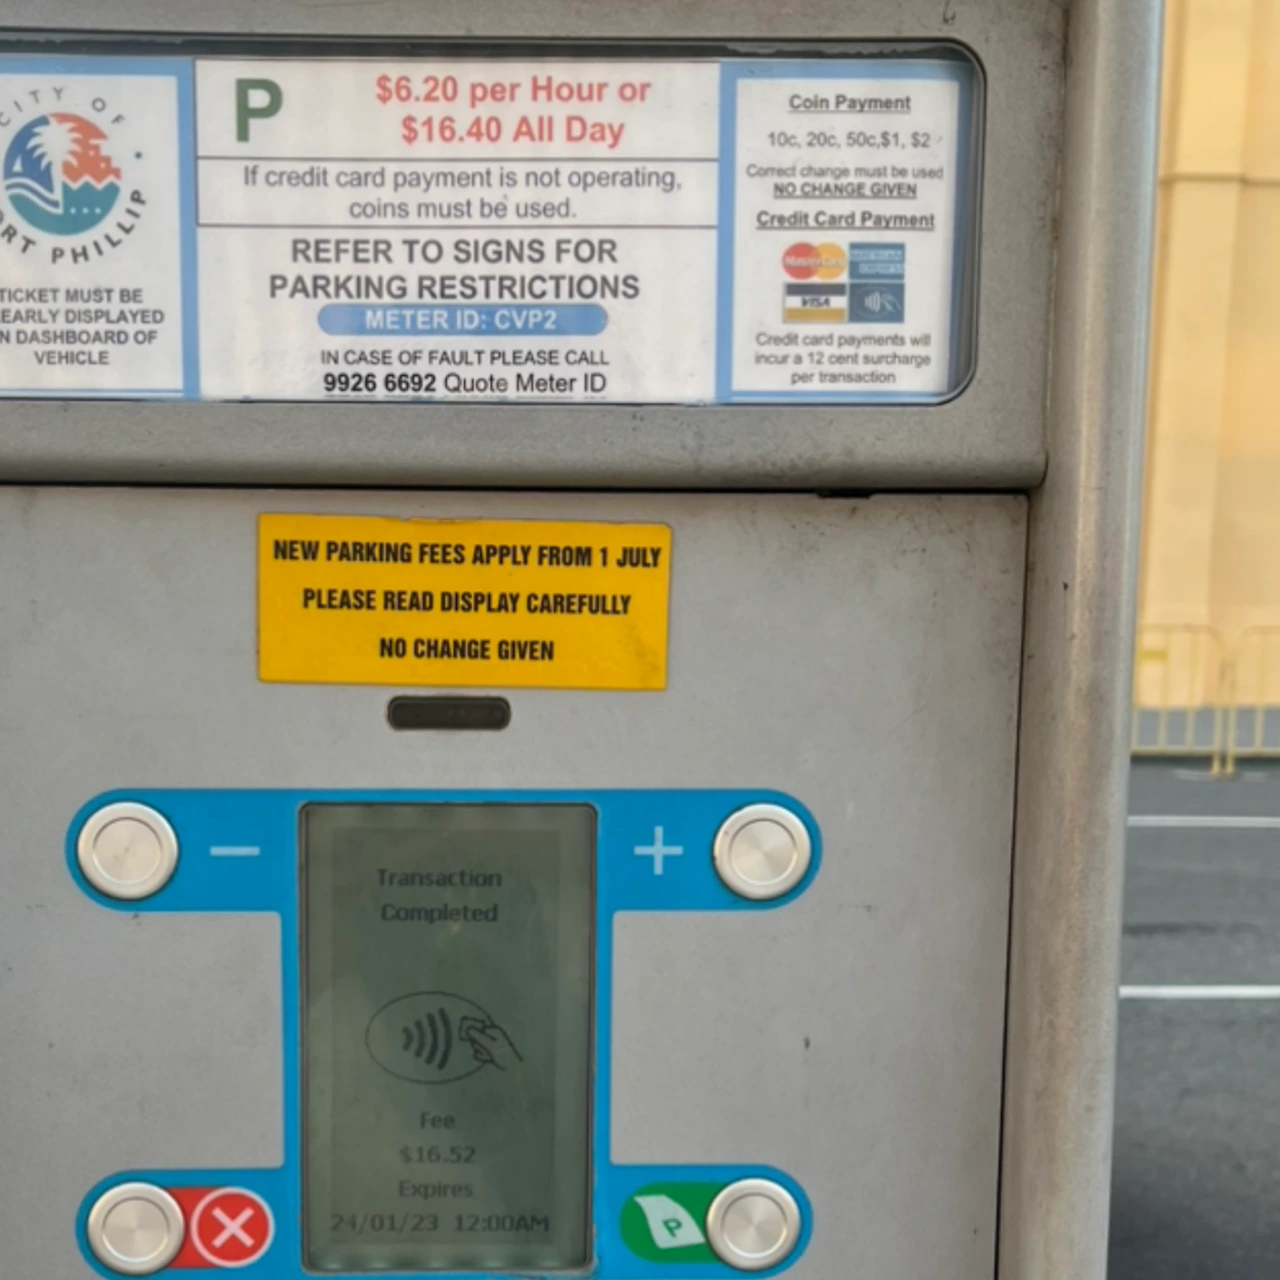 CITY OF
PORT PHILLIP
TICKET MUST BE
EARLY DISPLAYED
N DASHBOARD OF
VEHICLE
P
$6.20 per Hour or
$16.40 All Day
If credit card payment is not operating,
coins must be used.
REFER TO SIGNS FOR
PARKING RESTRICTIONS
METER ID: CVP2
IN CASE OF FAULT PLEASE CALL
9926 6692 Quote Meter ID
Coin Payment
10c, 20c, 50c,$1, $2
Correct change must be used
NO CHANGE GIVEN
Credit Card Payment
MasterCard
AMERICAN
EXPRESS
VISA
Credit card payments will
incur a 12 cent surcharge
per transaction
NEW PARKING FEES APPLY FROM 1 JULY
PLEASE READ DISPLAY CAREFULLY
NO CHANGE GIVEN
Transaction
Completed
Fee
$16.52
Expires
24/01/23 12:00AM
P